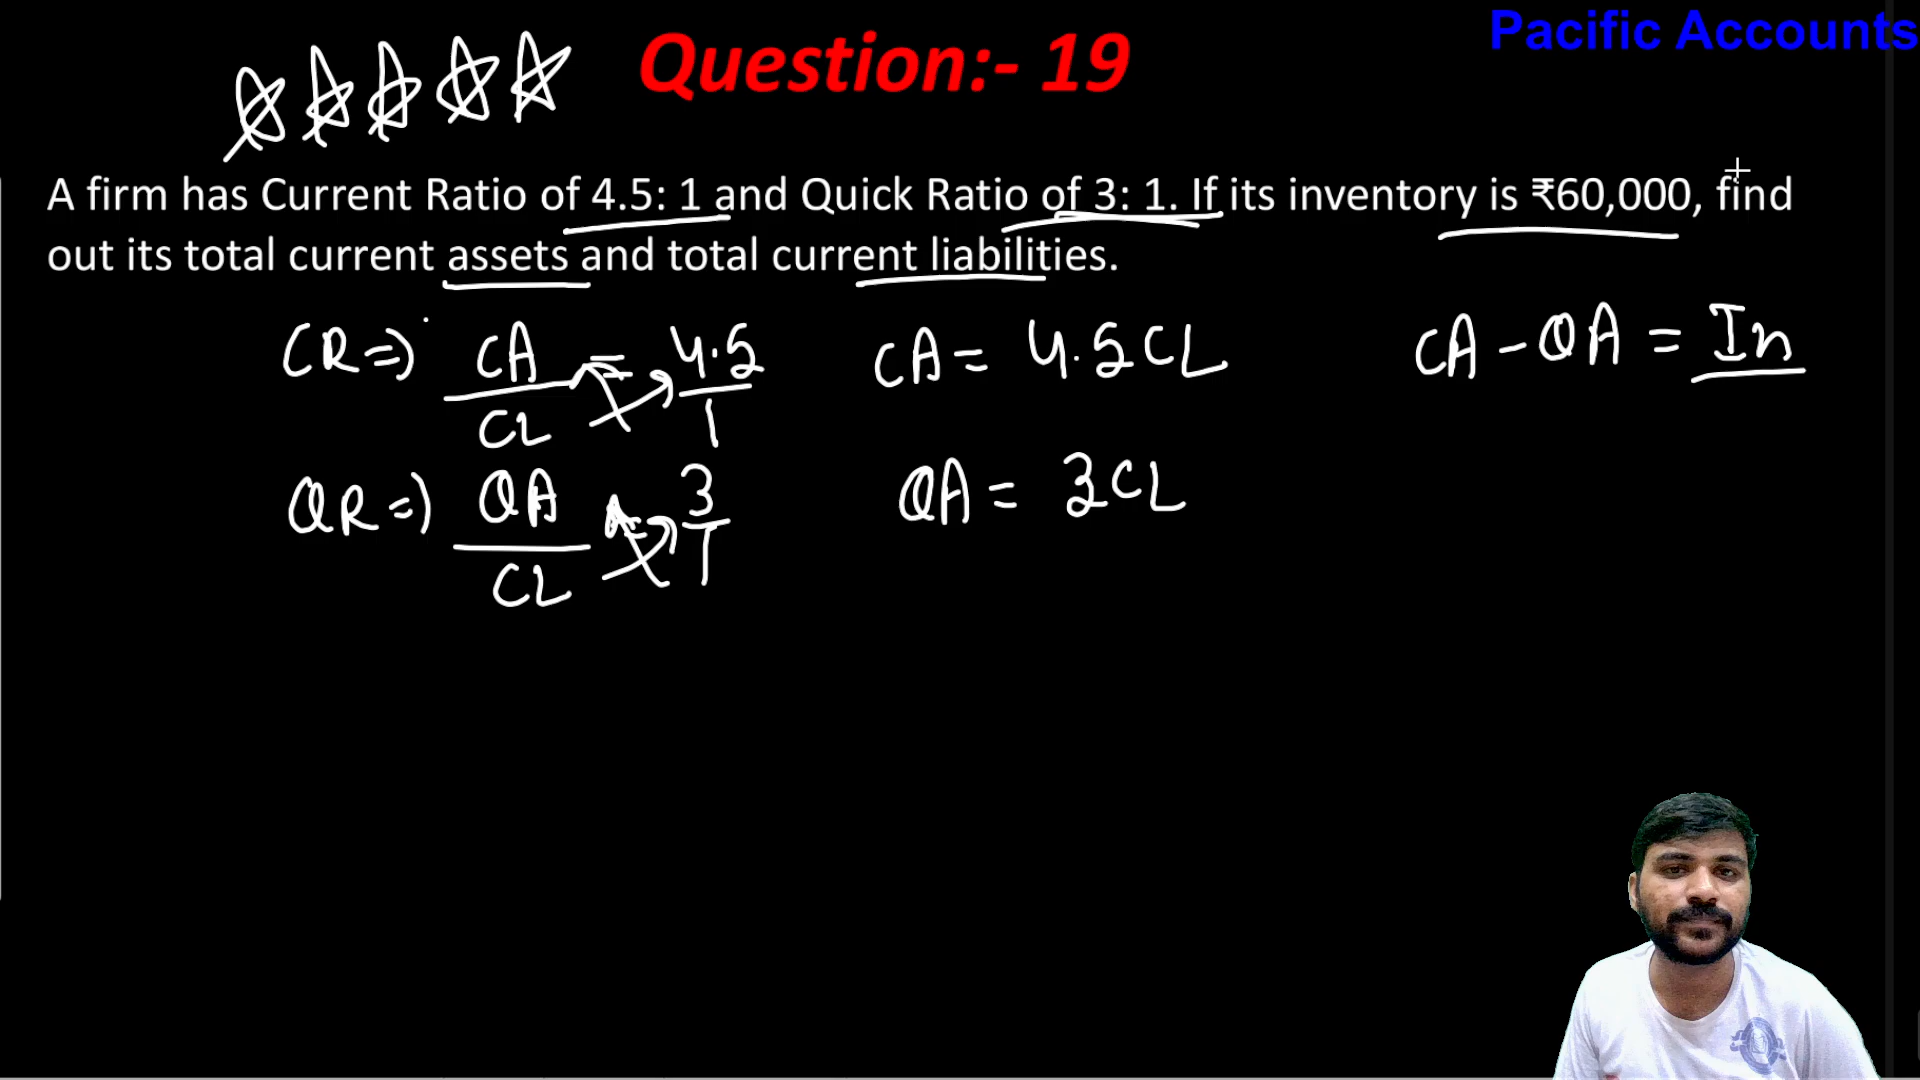 Pacific Accounts
Question:- 19
A firm has Current Ratio of 4.5: 1 and Quick Ratio of 3: 1. If its inventory is ₹60,000, find
out its total current assets and total current liabilities.
CR ⇒ CA/CL = 4.5/1 CA = 4.5CL CA - QA = In
QR ⇒ QA/CL = 3/1 QA = 3CL